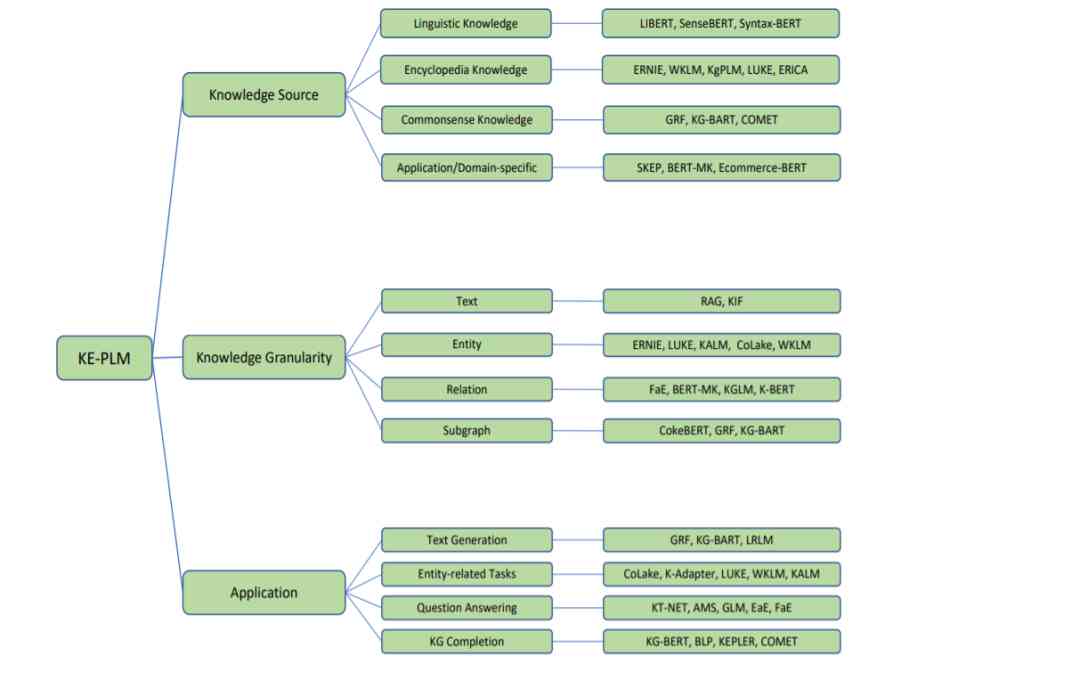 KE-PLM
Knowledge Source
Linguistic Knowledge
LIBERT, SenseBERT, Syntax-BERT
Encyclopedia Knowledge
ERNIE, WKLM, KgPLM, LUKE, ERICA
Commonsense Knowledge
GRF, KG-BART, COMET
Application/Domain-specific
SKEP, BERT-MK, Ecommerce-BERT
Knowledge Granularity
Text
RAG, KIF
Entity
ERNIE, LUKE, KALM, CoLake, WKLM
Relation
FaE, BERT-MK, KGLM, K-BERT
Subgraph
CokeBERT, GRF, KG-BART
Application
Text Generation
GRF, KG-BART, LRLM
Entity-related Tasks
CoLake, K-Adapter, LUKE, WKLM, KALM
Question Answering
KT-NET, AMS, GLM, EaE, FaE
KG Completion
KG-BERT, BLP, KEPLER, COMET